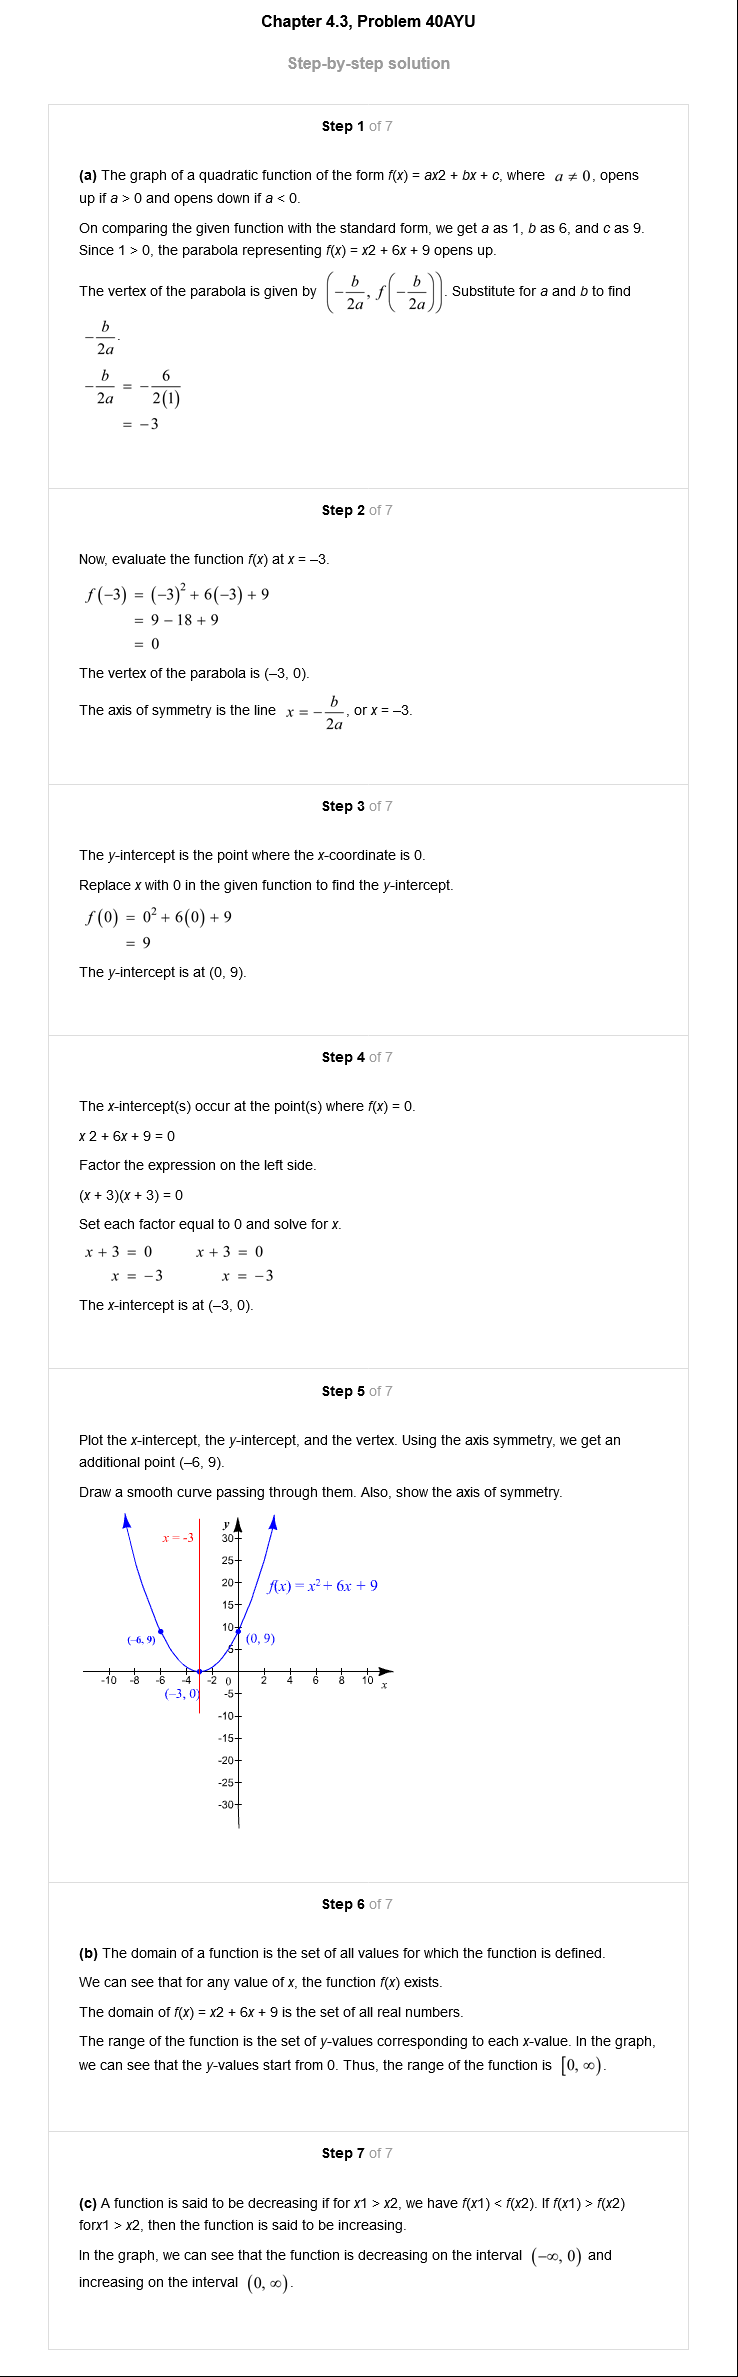 Chapter 4.3, Problem 40AYU
Step-by-step solution
Step 1 of 7
(a) The graph of a quadratic function of the form f(x) = ax2 + bx + c, where a ≠ 0, opens
up if a > 0 and opens down if a < 0.
On comparing the given function with the standard form, we get a as 1, b as 6, and c as 9.
Since 1 > 0, the parabola representing f(x) = x2 + 6x + 9 opens up.
The vertex of the parabola is given by (−b/2a, f(−b/2a)). Substitute for a and b to find
−b/2a.
−b/2a = −6/2(1)
= −3
Step 2 of 7
Now, evaluate the function f(x) at x = –3.
f(−3) = (−3)² + 6(−3) + 9
= 9 − 18 + 9
= 0
The vertex of the parabola is (–3, 0).
The axis of symmetry is the line x = −b/2a, or x = –3.
Step 3 of 7
The y-intercept is the point where the x-coordinate is 0.
Replace x with 0 in the given function to find the y-intercept.
f(0) = 0² + 6(0) + 9
= 9
The y-intercept is at (0, 9).
Step 4 of 7
The x-intercept(s) occur at the point(s) where f(x) = 0.
x 2 + 6x + 9 = 0
Factor the expression on the left side.
(x + 3)(x + 3) = 0
Set each factor equal to 0 and solve for x.
x + 3 = 0 x + 3 = 0
x = −3 x = −3
The x-intercept is at (–3, 0).
Step 5 of 7
Plot the x-intercept, the y-intercept, and the vertex. Using the axis symmetry, we get an
additional point (–6, 9).
Draw a smooth curve passing through them. Also, show the axis of symmetry.
y
x = -3 30
25
20 f(x) = x² + 6x + 9
15
10
(–6, 9) 5 (0, 9)
-10 -8 -6 -4 -2 0 2 4 6 8 10 x
(–3, 0) -5
-10
-15
-20
-25
-30
Step 6 of 7
(b) The domain of a function is the set of all values for which the function is defined.
We can see that for any value of x, the function f(x) exists.
The domain of f(x) = x2 + 6x + 9 is the set of all real numbers.
The range of the function is the set of y-values corresponding to each x-value. In the graph,
we can see that the y-values start from 0. Thus, the range of the function is [0, ∞).
Step 7 of 7
(c) A function is said to be decreasing if for x1 > x2, we have f(x1) < f(x2). If f(x1) > f(x2)
forx1 > x2, then the function is said to be increasing.
In the graph, we can see that the function is decreasing on the interval (−∞, 0) and
increasing on the interval (0, ∞).